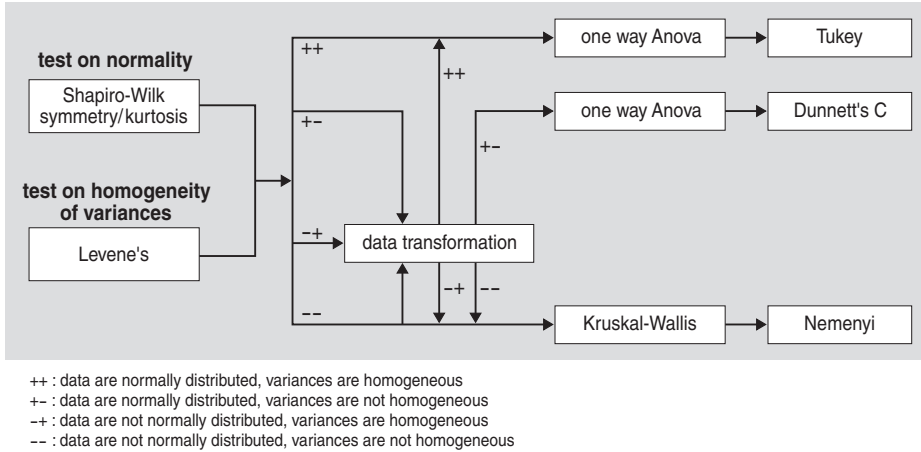 test on normality
Shapiro-Wilk
symmetry/kurtosis
test on homogeneity
of variances
Levene's
++
+-
-+
--
data transformation
++
+-
-+
--
one way Anova
Tukey
one way Anova
Dunnett's C
Kruskal-Wallis
Nemenyi
++ : data are normally distributed, variances are homogeneous
+- : data are normally distributed, variances are not homogeneous
-+ : data are not normally distributed, variances are homogeneous
-- : data are not normally distributed, variances are not homogeneous